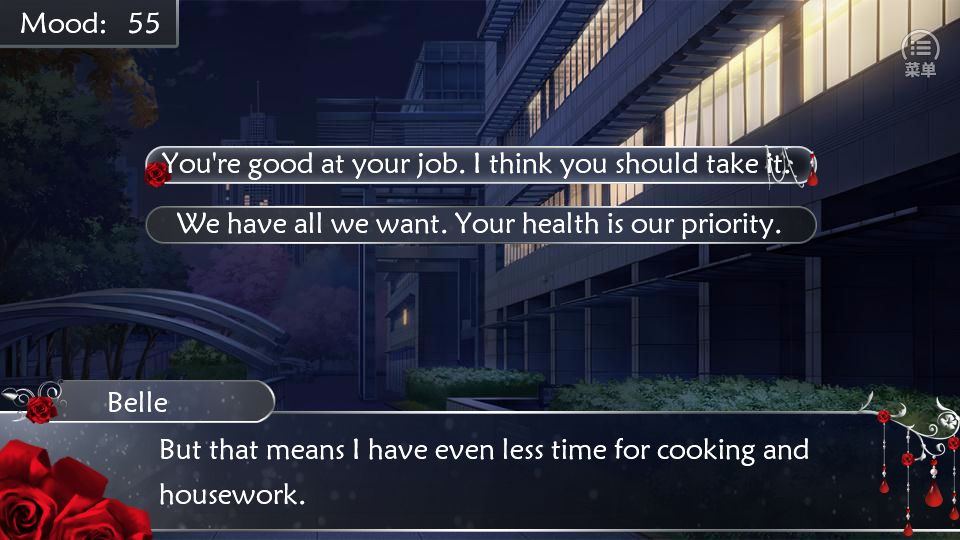 Mood: 55
菜单
You're good at your job. I think you should take it.
We have all we want. Your health is our priority.
Belle
But that means I have even less time for cooking and
housework.